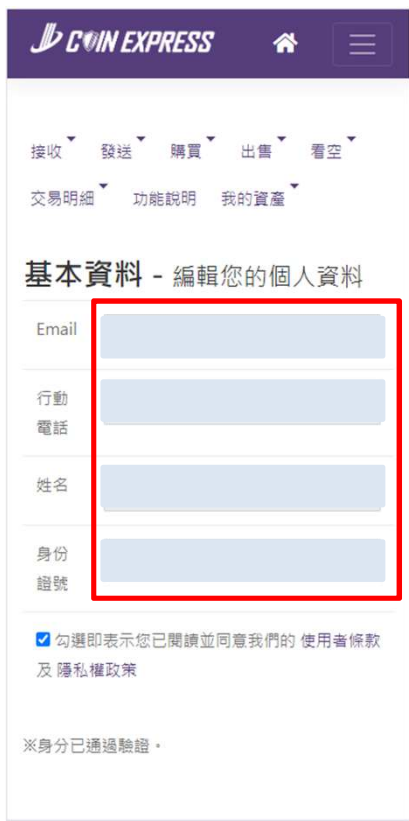 COIN EXPRESS
接收 發送 購買 出售 看空
交易明細 功能說明 我的資產
基本資料 - 編輯您的個人資料
Email
行動
電話
姓名
身份
證號
勾選即表示您已閱讀並同意我們的 使用者條款
及 隱私權政策
※身分已通過驗證。